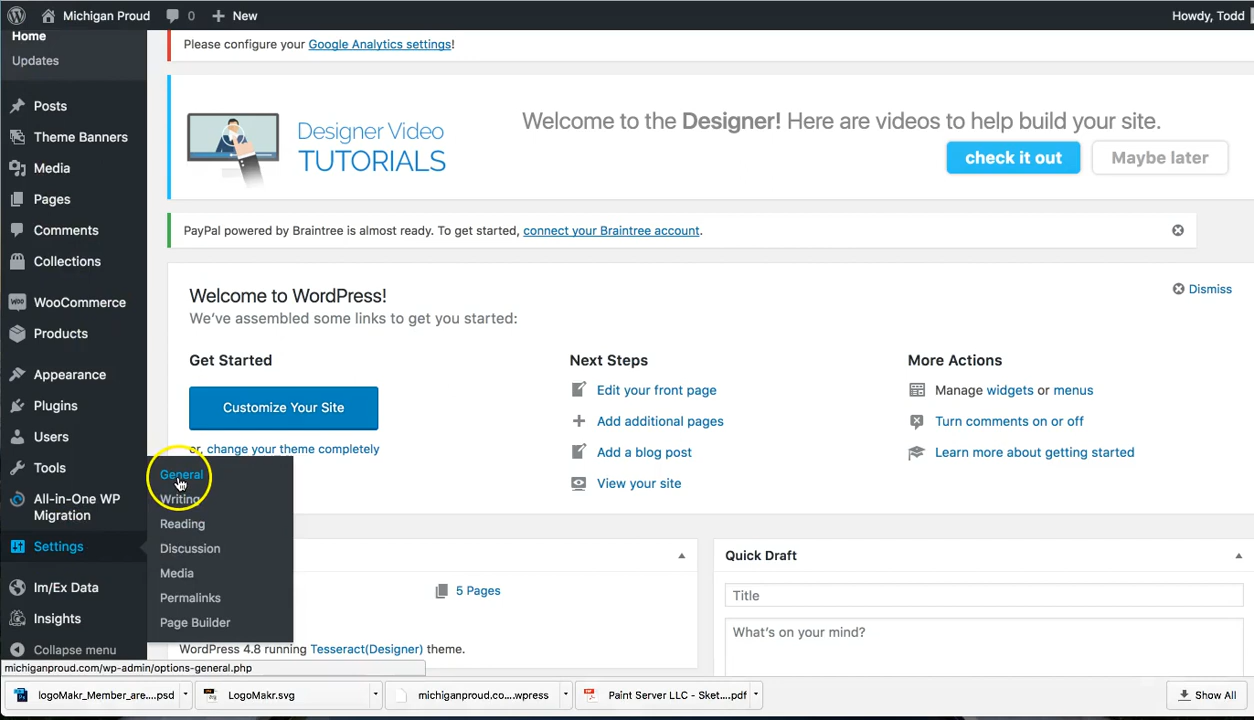 Michigan Proud 0 New Howdy, Todd
Home
Updates
Posts
Theme Banners
Media
Pages
Comments
Collections
WooCommerce
Products
Appearance
Plugins
Users
Tools
All-in-One WP
Migration
Settings
Im/Ex Data
Insights
Collapse menu
General
Writing
Reading
Discussion
Media
Permalinks
Page Builder
Please configure your Google Analytics settings!
Designer Video
TUTORIALS
Welcome to the Designer! Here are videos to help build your site.
check it out Maybe later
PayPal powered by Braintree is almost ready. To get started, connect your Braintree account.
Welcome to WordPress!
Dismiss
We've assembled some links to get you started:
Get Started
Customize Your Site
or, change your theme completely
Next Steps
Edit your front page
Add additional pages
Add a blog post
View your site
More Actions
Manage widgets or menus
Turn comments on or off
Learn more about getting started
5 Pages
WordPress 4.8 running Tesseract(Designer) theme.
Quick Draft
Title
What's on your mind?
michiganproud.com/wp-admin/options-general.php
logoMakr_Member_are....psd LogoMakr.svg michiganproud.co....wpress Paint Server LLC - Sket....pdf Show All